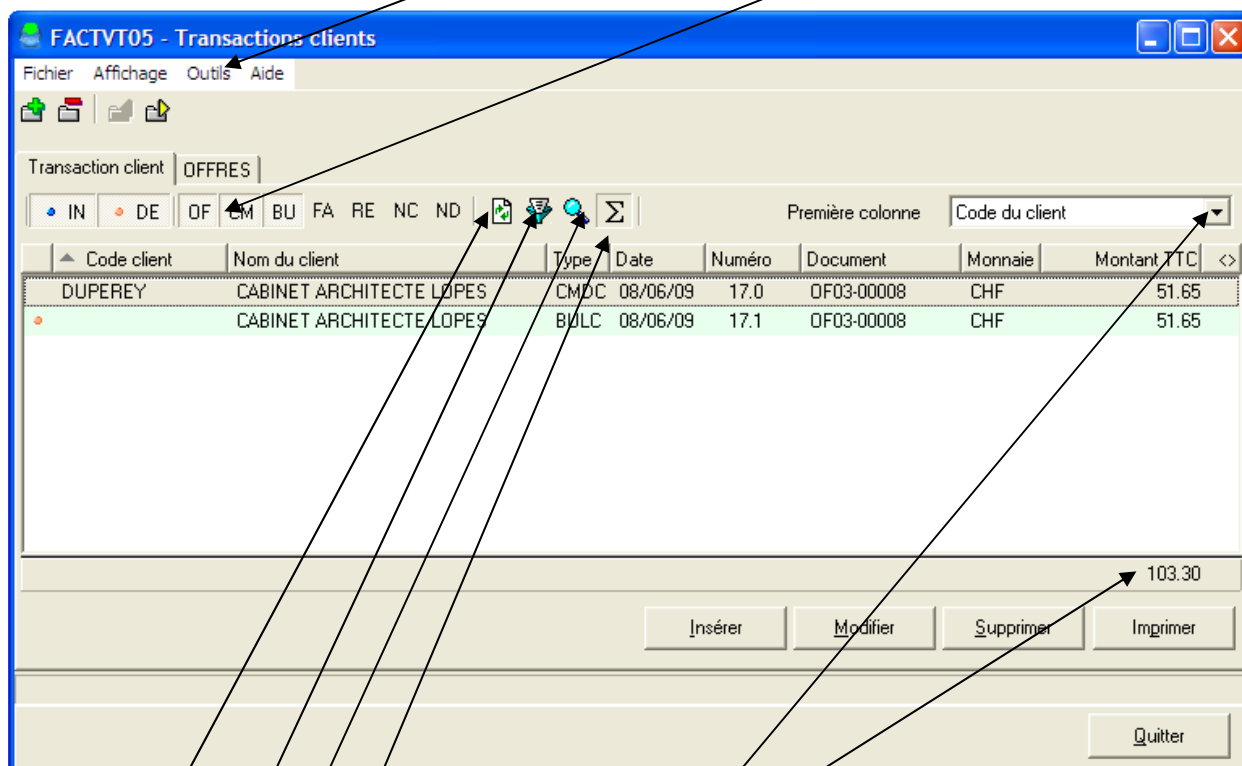 FACTVT05 - Transactions clients
Fichier Affichage Outils Aide
Transaction client OFFRES
IN DE OF CM BU FA RE NC ND Σ Première colonne Code du client
Code client Nom du client Type Date Numéro Document Monnaie Montant TTC <>
DUPEREY CABINET ARCHITECTE LOPES CMDC 08/06/09 17.0 OF03-00008 CHF 51.65
CABINET ARCHITECTE LOPES BULC 08/06/09 17.1 OF03-00008 CHF 51.65
103.30
Insérer Modifier Supprimer Imprimer
Quitter